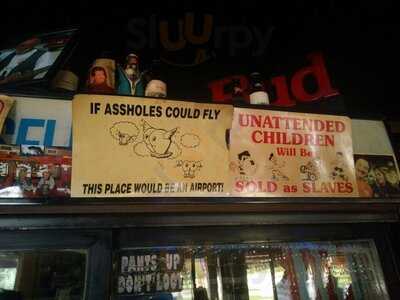 SLUUrpy
Bud
IF ASSHOLES COULD FLY
THIS PLACE WOULD BE AN AIRPORT!
UNATTENDED
CHILDREN
Will Be
SOLD as SLAVES
PANTS UP
DON'T LOOT